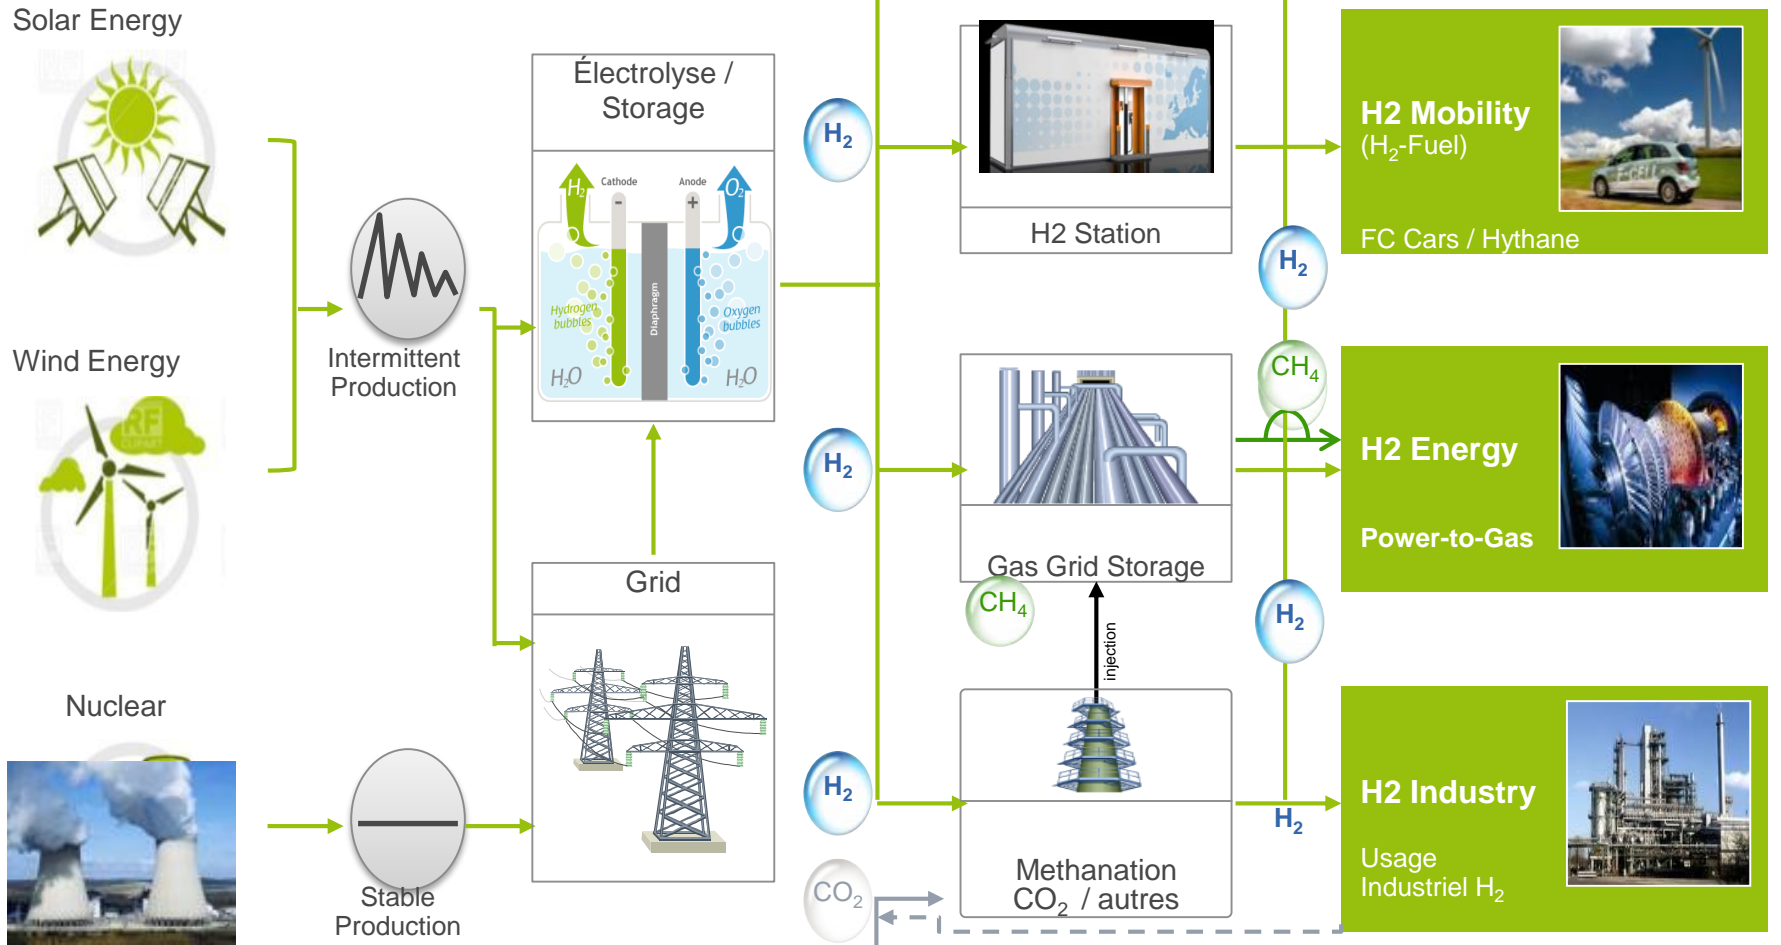 Solar Energy
Wind Energy
RF
Nuclear
Intermittent
Production
Stable
Production
Électrolyse /
Storage
H2
Cathode
Anode
O2
-
+
Hydrogen
bubbles
Diaphragm
Oxygen
bubbles
H2O
H2O
Grid
H2
H2
H2
CO2
H2 Station
Gas Grid Storage
CH4
injection
Methanation
CO2 / autres
H2
CH4
H2
H2
H2 Mobility
(H2-Fuel)
F-CELL
FC Cars / Hythane
H2 Energy
Power-to-Gas
H2 Industry
Usage
Industriel H2